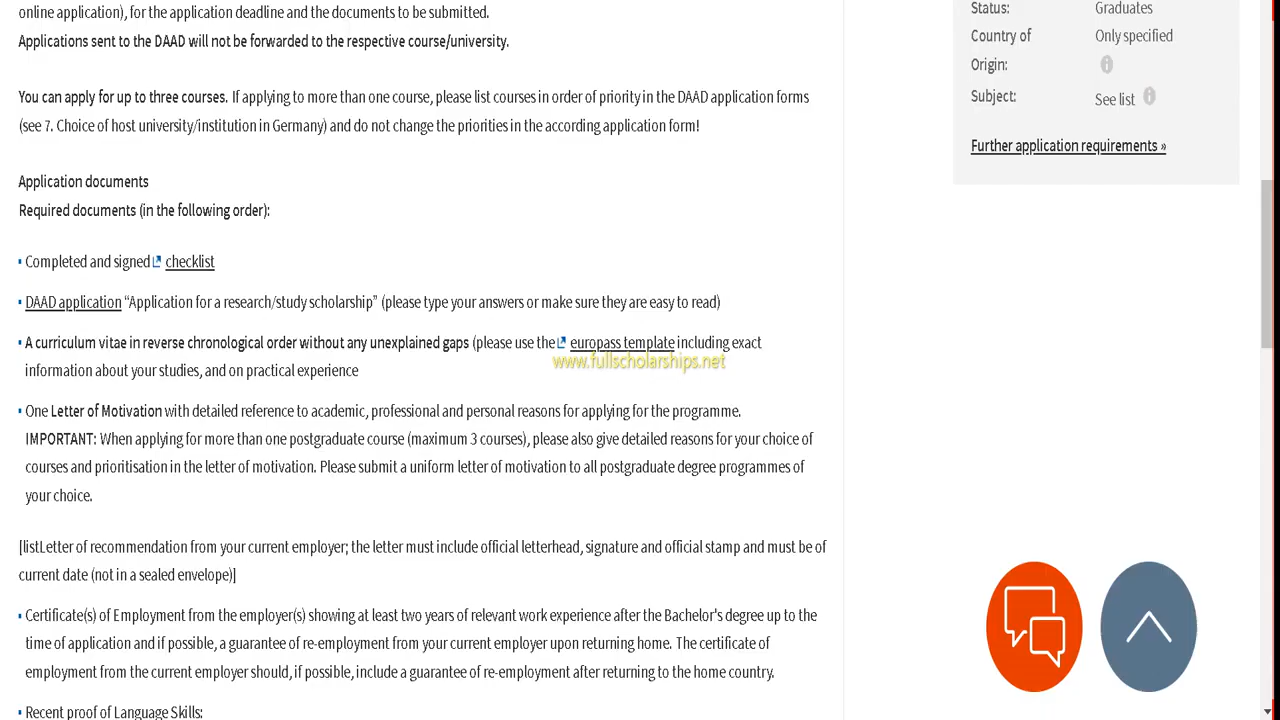 online application), for the application deadline and the documents to be submitted.
Applications sent to the DAAD will not be forwarded to the respective course/university.
You can apply for up to three courses. If applying to more than one course, please list courses in order of priority in the DAAD application forms
(see 7. Choice of host university/institution in Germany) and do not change the priorities in the according application form!
Application documents
Required documents (in the following order):
▪ Completed and signed checklist
▪ DAAD application “Application for a research/study scholarship” (please type your answers or make sure they are easy to read)
▪ A curriculum vitae in reverse chronological order without any unexplained gaps (please use the europass template including exact
information about your studies, and on practical experience
▪ One Letter of Motivation with detailed reference to academic, professional and personal reasons for applying for the programme.
IMPORTANT: When applying for more than one postgraduate course (maximum 3 courses), please also give detailed reasons for your choice of
courses and prioritisation in the letter of motivation. Please submit a uniform letter of motivation to all postgraduate degree programmes of
your choice.
[listLetter of recommendation from your current employer; the letter must include official letterhead, signature and official stamp and must be of
current date (not in a sealed envelope)]
▪ Certificate(s) of Employment from the employer(s) showing at least two years of relevant work experience after the Bachelor's degree up to the
time of application and if possible, a guarantee of re-employment from your current employer upon returning home. The certificate of
employment from the current employer should, if possible, include a guarantee of re-employment after returning to the home country.
▪ Recent proof of Language Skills:
www.fullscholarships.net
Status: Graduates
Country of Only specified
Origin:
Subject: See list
Further application requirements »